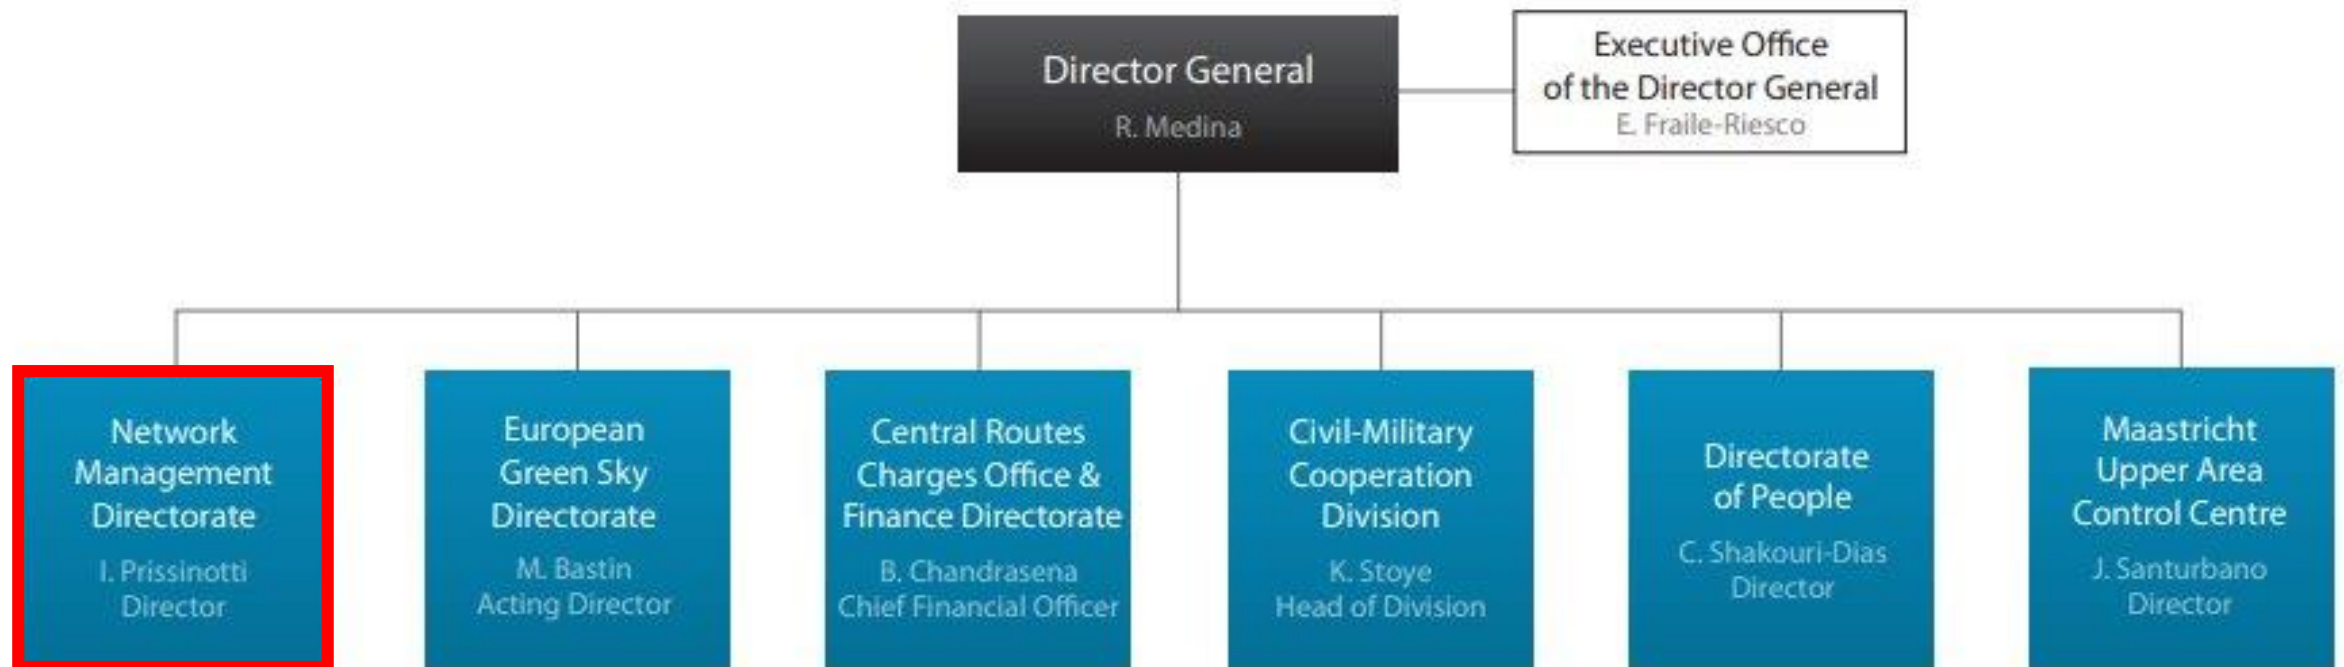 Director General
R. Medina
Executive Office
of the Director General
E. Fraile-Riesco
Network
Management
Directorate
I. Prissinotti
Director
European
Green Sky
Directorate
M. Bastin
Acting Director
Central Routes
Charges Office &
Finance Directorate
B. Chandrasena
Chief Financial Officer
Civil-Military
Cooperation
Division
K. Stoye
Head of Division
Directorate
of People
C. Shakouri-Dias
Director
Maastricht
Upper Area
Control Centre
J. Santurbano
Director